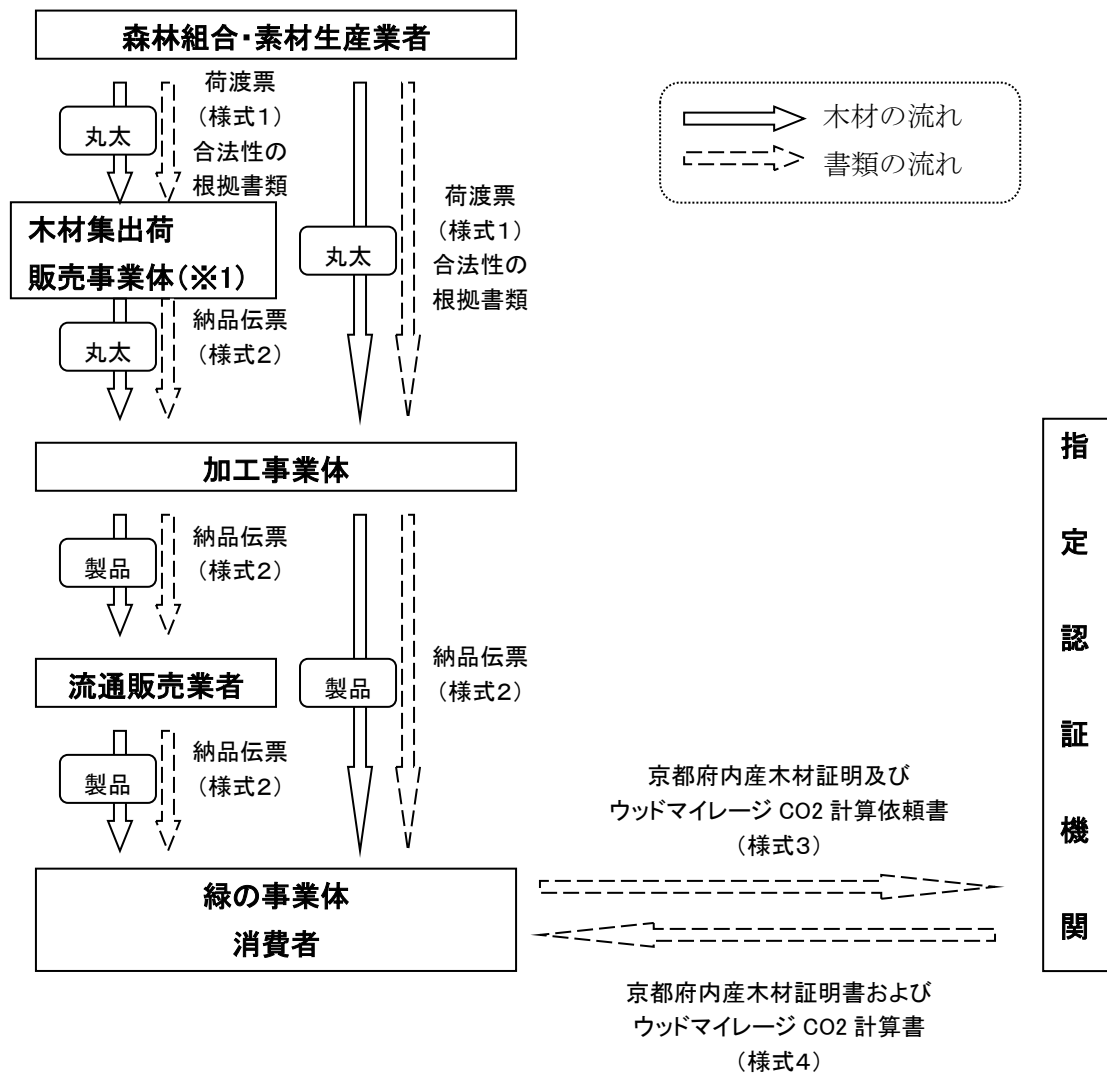 森林組合・素材生産業者
荷渡票
(様式1)
合法性の
根拠書類
丸太
木材の流れ
書類の流れ
荷渡票
(様式1)
合法性の
根拠書類
丸太
木材集出荷
販売事業体(※1)
納品伝票
(様式2)
丸太
加工事業体
納品伝票
(様式2)
製品
流通販売業者
納品伝票
(様式2)
製品
納品伝票
(様式2)
製品
緑の事業体
消費者
京都府内産木材証明及び
ウッドマイレージ CO2 計算依頼書
(様式3)
京都府内産木材証明書および
ウッドマイレージ CO2 計算書
(様式4)
指
定
認
証
機
関